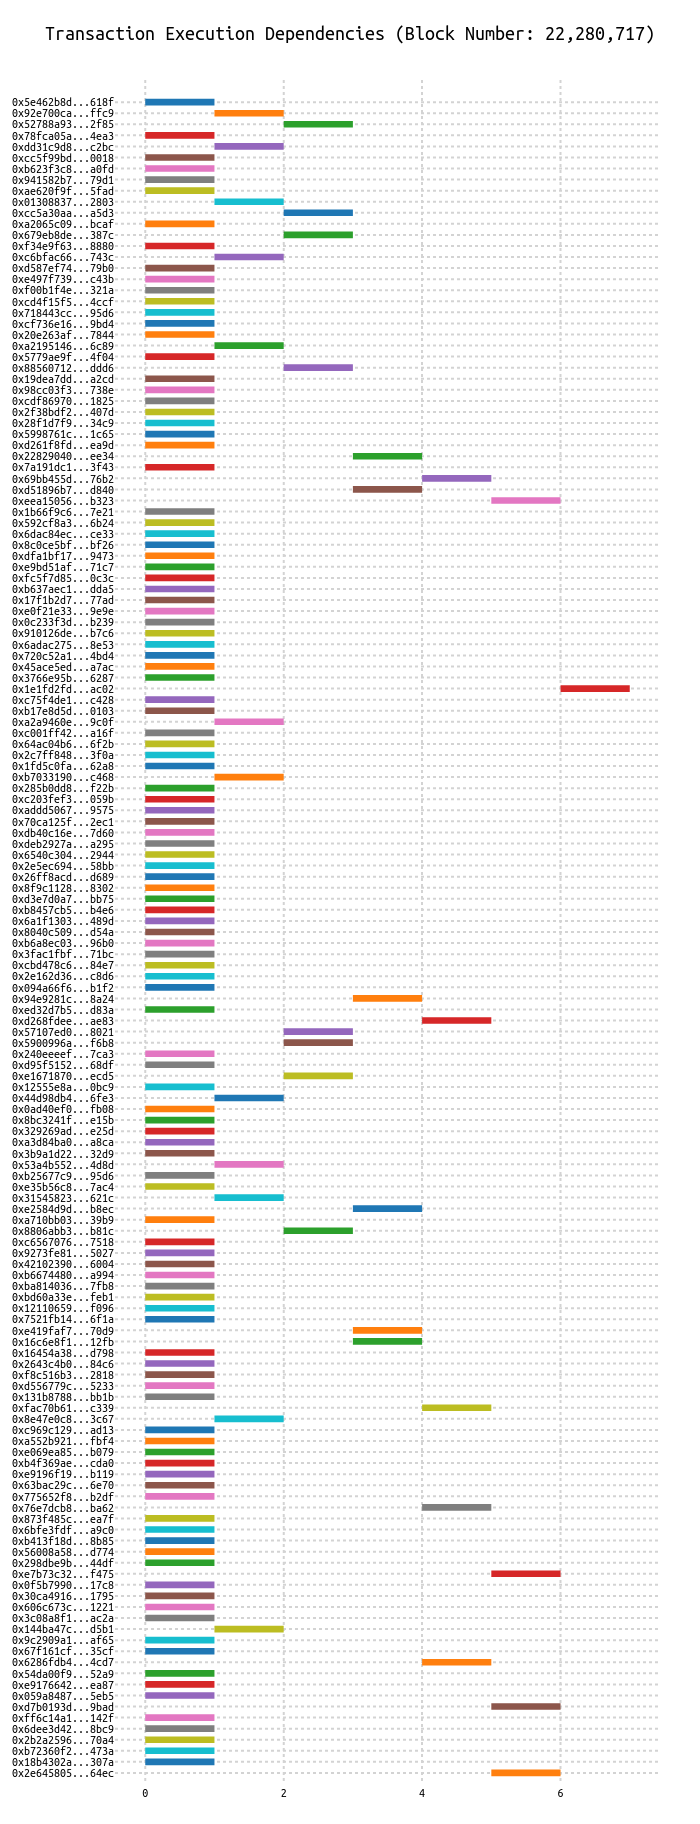 Transaction Execution Dependencies (Block Number: 22,280,717)
0x5e462b8d...618f
0x92e700ca...ffc9
0x52788a93...2f85
0x78fca05a...4ea3
0xdd31c9d8...c2bc
0xcc5f99bd...0018
0xb623f3c8...a0fd
0x941582b7...79d1
0xae620f9f...5fad
0x01308837...2803
0xcc5a30aa...a5d3
0xa2065c09...bcaf
0x679eb8de...387c
0xf34e9f63...8880
0xc6bfac66...743c
0xd587ef74...79b0
0xe497f739...c43b
0xf00b1f4e...321a
0xcd4f15f5...4ccf
0x718443cc...95d6
0xcf736e16...9bd4
0x20e263af...7844
0xa2195146...6c89
0x5779ae9f...4f04
0x88560712...ddd6
0x19dea7dd...a2cd
0x98cc03f3...738e
0xcdf86970...1825
0x2f38bdf2...407d
0x28f1d7f9...34c9
0x5998761c...1c65
0xd261f8fd...ea9d
0x22829040...ee34
0x7a191dc1...3f43
0x69bb455d...76b2
0xd51896b7...d840
0xeea15056...b323
0x1b66f9c6...7e21
0x592cf8a3...6b24
0x6dac84ec...ce33
0x8c0ce5bf...bf26
0xdfa1bf17...9473
0xe9bd51af...71c7
0xfc5f7d85...0c3c
0xb637aec1...dda5
0x17f1b2d7...77ad
0xe0f21e33...9e9e
0x0c233f3d...b239
0x910126de...b7c6
0x6adac275...8e53
0x720c52a1...4bd4
0x45ace5ed...a7ac
0x3766e95b...6287
0x1e1fd2fd...ac02
0xc75f4de1...c428
0xb17e8d5d...0103
0xa2a9460e...9c0f
0xc001ff42...a16f
0x64ac04b6...6f2b
0x2c7ff848...3f0a
0x1fd5c0fa...62a8
0xb7033190...c468
0x285b0dd8...f22b
0xc203fef3...059b
0xaddd5067...9575
0x70ca125f...2ec1
0xdb40c16e...7d60
0xdeb2927a...a295
0x6540c304...2944
0x2e5ec694...58bb
0x26ff8acd...d689
0x8f9c1128...8302
0xd3e7d0a7...bb75
0xb8457cb5...b4e6
0x6a1f1303...489d
0x8040c509...d54a
0xb6a8ec03...96b0
0x3fac1fbf...71bc
0xcbd478c6...84e7
0x2e162d36...c8d6
0x094a66f6...b1f2
0x94e9281c...8a24
0xed32d7b5...d83a
0xd268fdee...ae83
0x57107ed0...8021
0x5900996a...f6b8
0x240eeeef...7ca3
0xd95f5152...68df
0xe1671870...ecd5
0x12555e8a...0bc9
0x44d98db4...6fe3
0x0ad40ef0...fb08
0x8bc3241f...e15b
0x329269ad...e25d
0xa3d84ba0...a8ca
0x3b9a1d22...32d9
0x53a4b552...4d8d
0xb25677c9...95d6
0xe35b56c8...7ac4
0x31545823...621c
0xe2584d9d...b8ec
0xa710bb03...39b9
0x8806abb3...b81c
0xc6567076...7518
0x9273fe81...5027
0x42102390...6004
0xb6674480...a994
0xba814036...7fb8
0xbd60a33e...feb1
0x12110659...f096
0x7521fb14...6f1a
0xe419faf7...70d9
0x16c6e8f1...12fb
0x16454a38...d798
0x2643c4b0...84c6
0xf8c516b3...2818
0xd556779c...5233
0x131b8788...bb1b
0xfac70b61...c339
0x8e47e0c8...3c67
0xc969c129...ad13
0xa552b921...fbf4
0xe069ea85...b079
0xb4f369ae...cda0
0xe9196f19...b119
0x63bac29c...6e70
0x775652f8...b2df
0x76e7dcb8...ba62
0x873f485c...ea7f
0x6bfe3fdf...a9c0
0xb413f18d...8b85
0x56008a58...d774
0x298dbe9b...44df
0xe7b73c32...f475
0x0f5b7990...17c8
0x30ca4916...1795
0x606c673c...1221
0x3c08a8f1...ac2a
0x144ba47c...d5b1
0x9c2909a1...af65
0x67f161cf...35cf
0x6286fdb4...4cd7
0x54da00f9...52a9
0xe9176642...ea87
0x059a8487...5eb5
0xd7b0193d...9bad
0xff6c14a1...142f
0x6dee3d42...8bc9
0x2b2a2596...70a4
0xb72360f2...473a
0x18b4302a...307a
0x2e645805...64ec
0 2 4 6